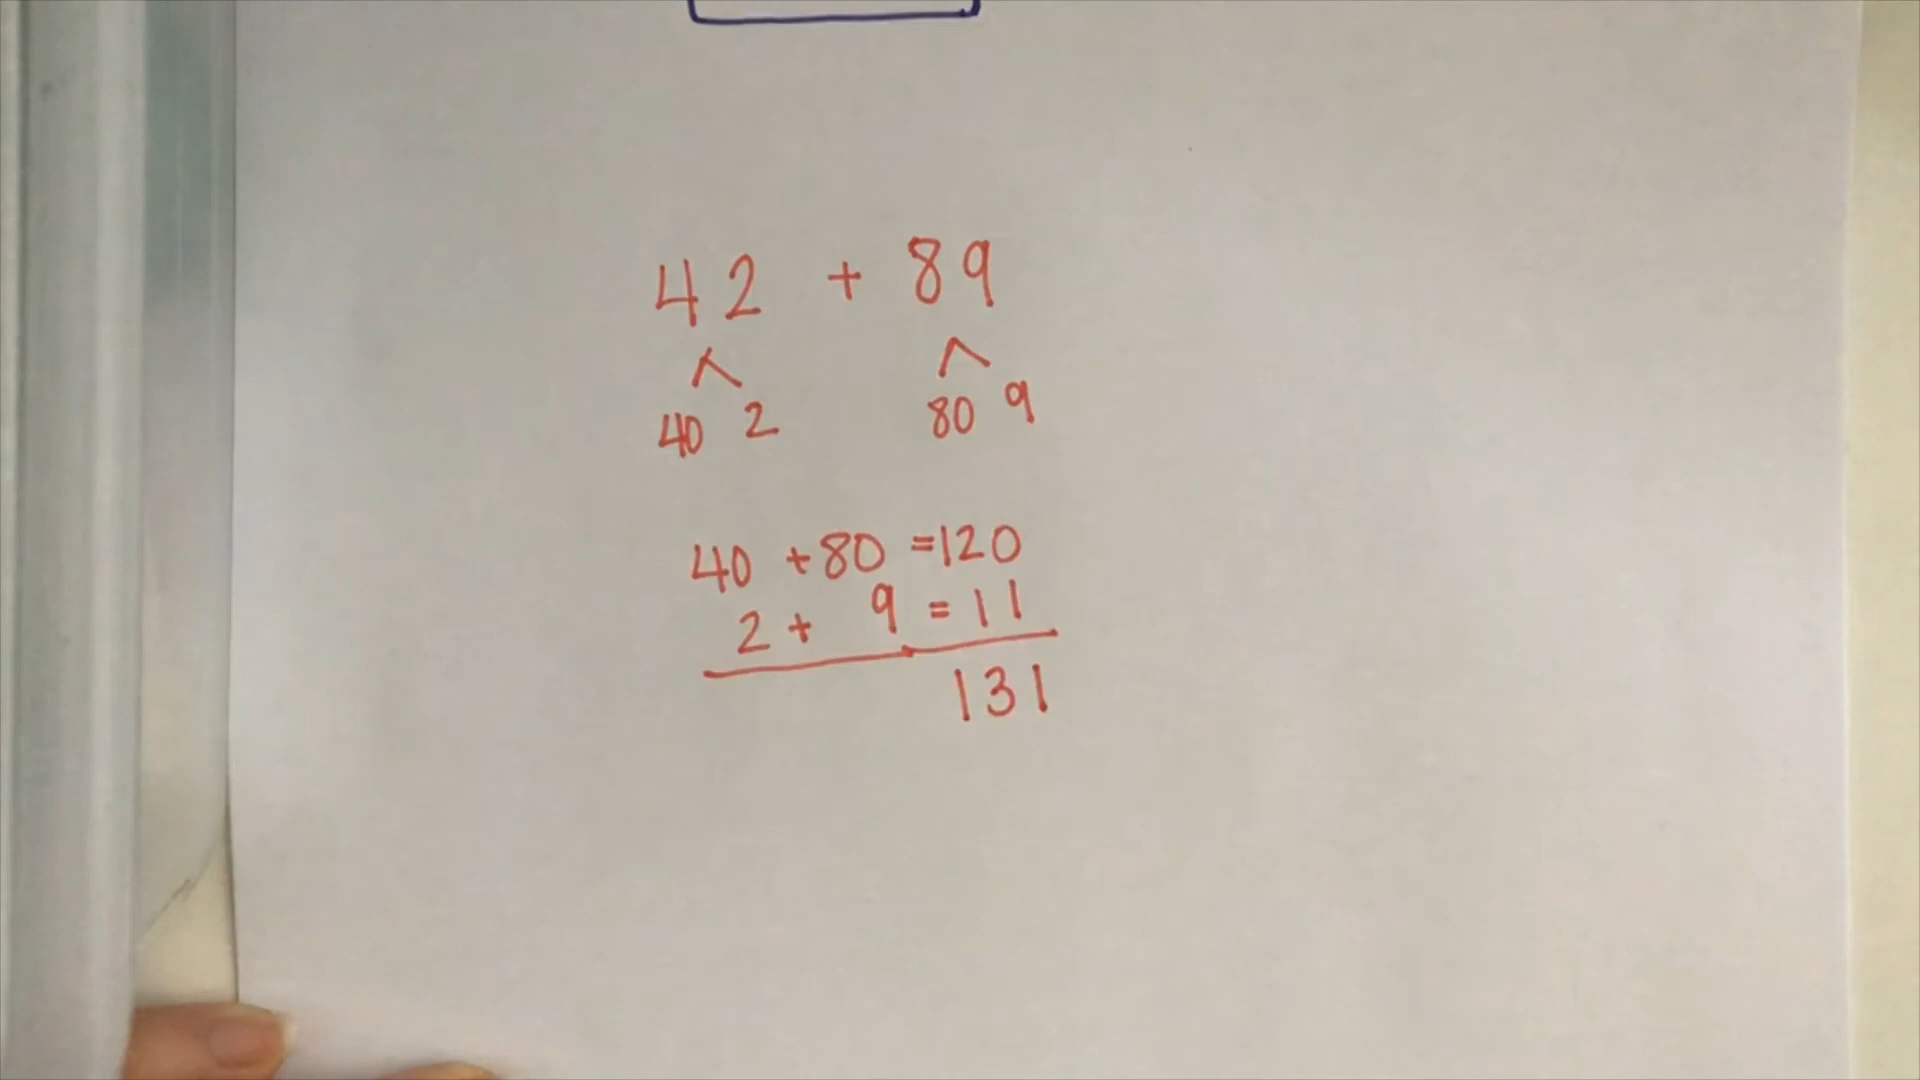 42 + 89
40 2 80 9
40 +80 =120
2 + 9 = 11
131